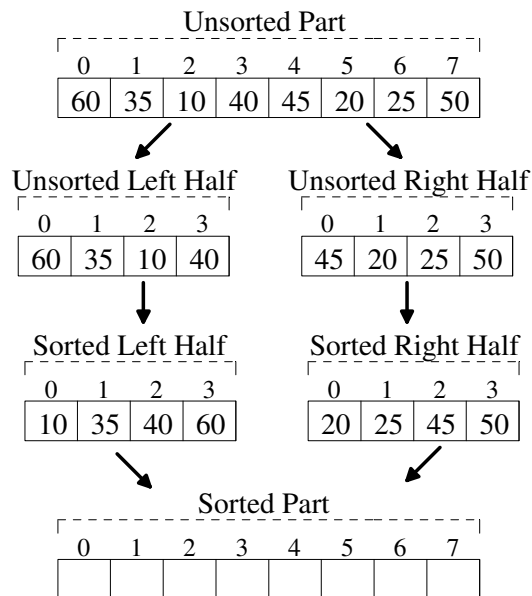 Unsorted Part
0 1 2 3 4 5 6 7
60 35 10 40 45 20 25 50
Unsorted Left Half Unsorted Right Half
0 1 2 3 0 1 2 3
60 35 10 40 45 20 25 50
Sorted Left Half Sorted Right Half
0 1 2 3 0 1 2 3
10 35 40 60 20 25 45 50
Sorted Part
0 1 2 3 4 5 6 7